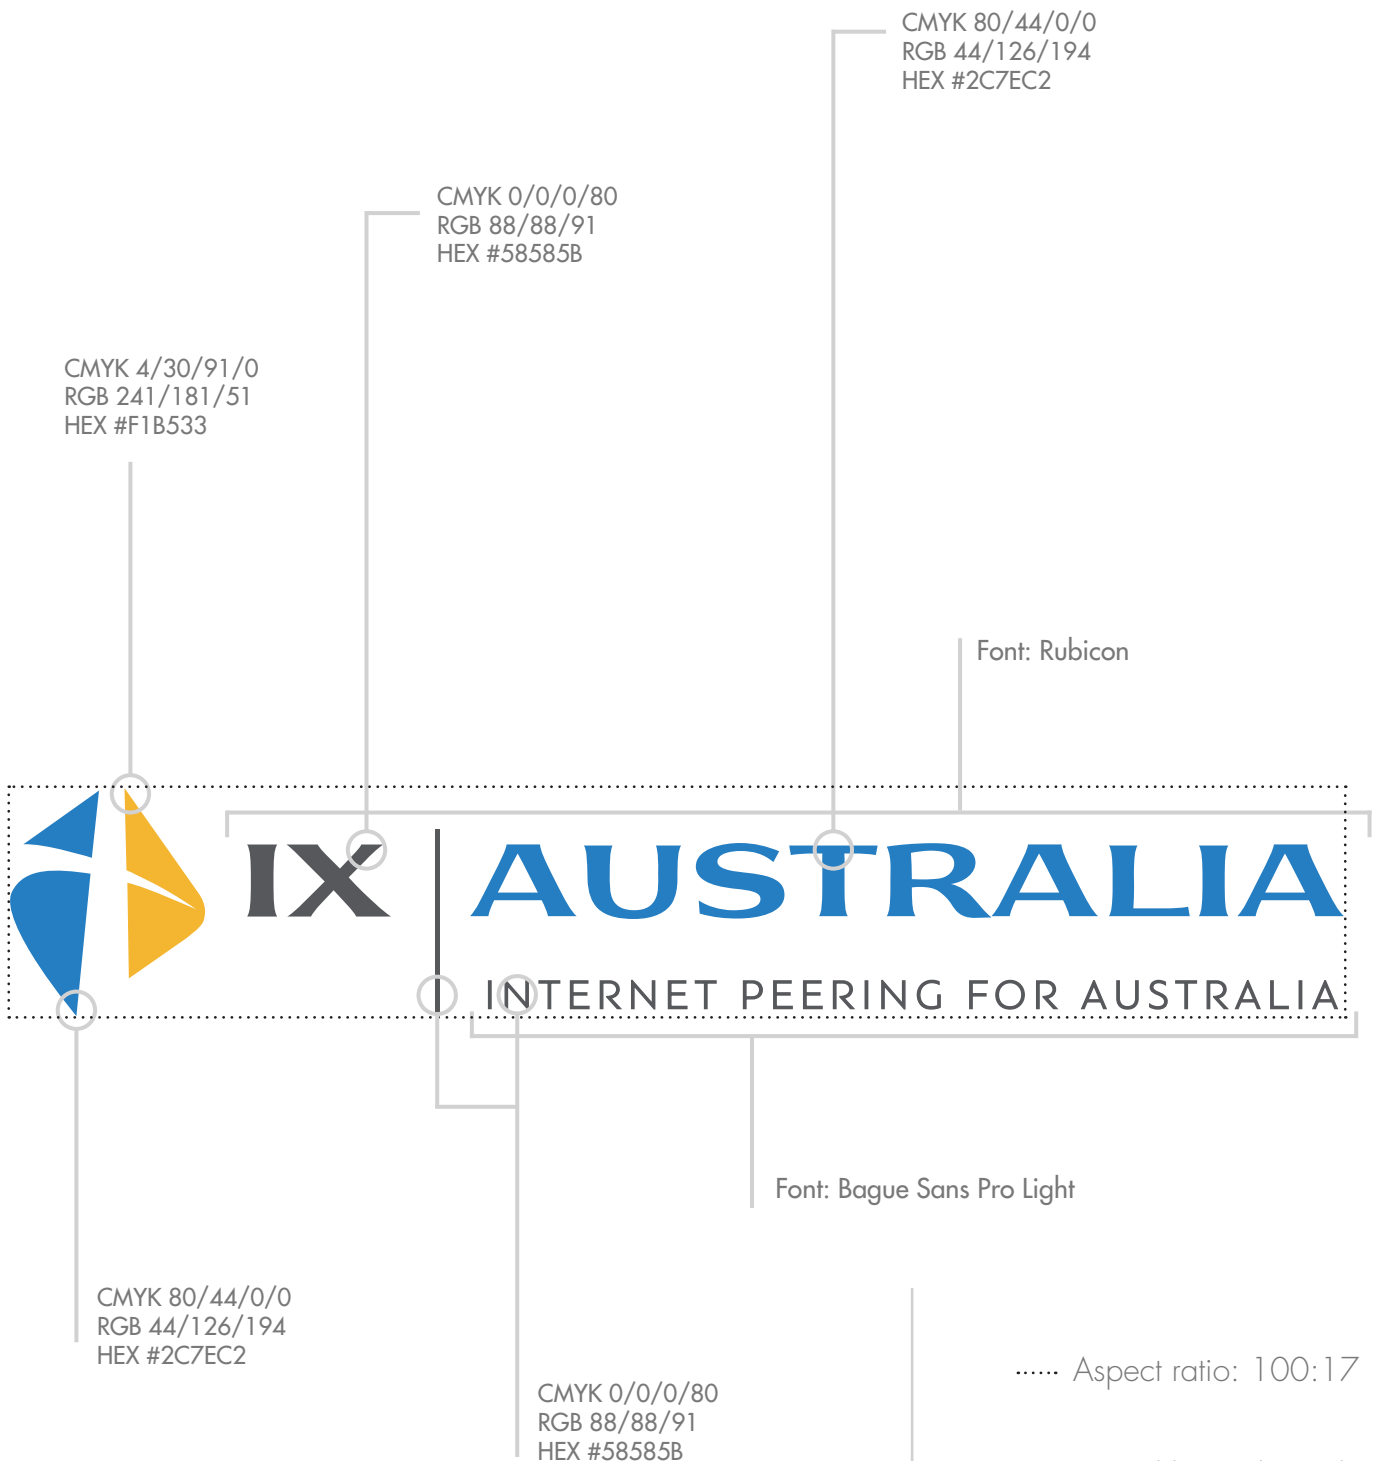 CMYK 80/44/0/0
RGB 44/126/194
HEX #2C7EC2
CMYK 0/0/0/80
RGB 88/88/91
HEX #58585B
CMYK 4/30/91/0
RGB 241/181/51
HEX #F1B533
Font: Rubicon
IX AUSTRALIA
INTERNET PEERING FOR AUSTRALIA
Font: Bague Sans Pro Light
CMYK 80/44/0/0
RGB 44/126/194
HEX #2C7EC2
Aspect ratio: 100:17
CMYK 0/0/0/80
RGB 88/88/91
HEX #58585B